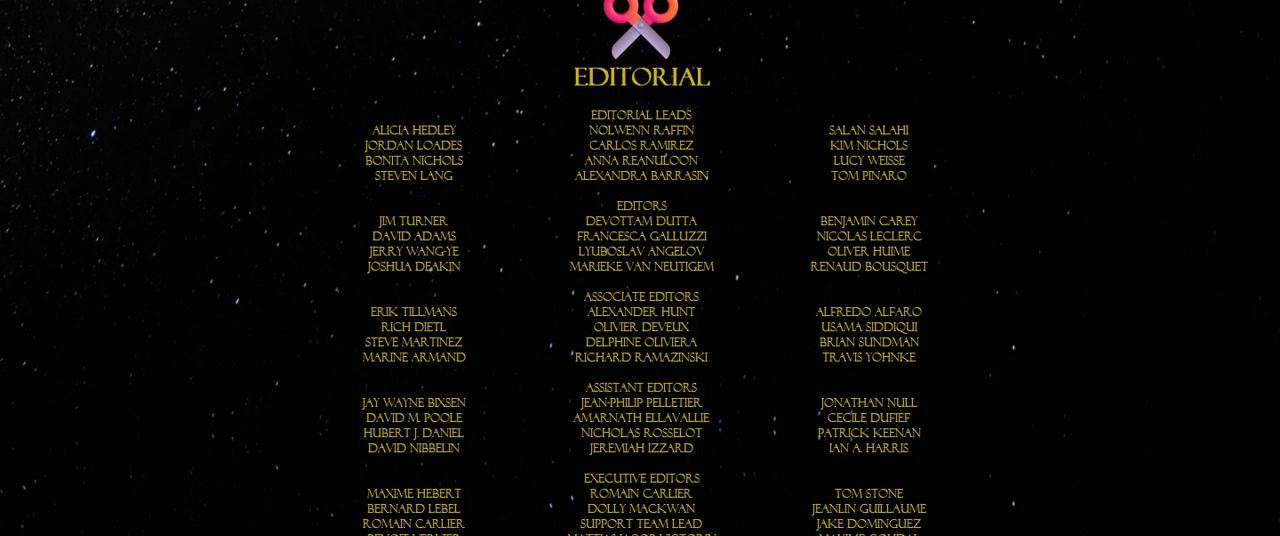 EDITORIAL
EDITORIAL LEADS
ALICIA HEDLEY NOLWENN RAFFIN SALAN SALAHI
JORDAN LOADES CARLOS RAMIREZ KIM NICHOLS
BONITA NICHOLS ANNA REANULOON LUCY WEISSE
STEVEN LANG ALEXANDRA BARRASIN TOM PINARO
EDITORS
JIM TURNER DEVOTTAM DUTTA BENJAMIN CAREY
DAVID ADAMS FRANCESCA GALLUZZI NICOLAS LECLERC
JERRY WANG-YE LYUBOSLAV ANGELOV OLIVER HUIME
JOSHUA DEAKIN MARIEKE VAN NEUTIGEM RENAUD BOUSQUET
ASSOCIATE EDITORS
ERIK TILLMANS ALEXANDER HUNT ALFREDO ALFARO
RICH DIETL OLIVIER DEVEUX USAMA SIDDIQUI
STEVE MARTINEZ DELPHINE OLIVIERA BRIAN SUNDMAN
MARINE ARMAND RICHARD RAMAZINSKI TRAVIS YOHNKE
ASSISTANT EDITORS
JAY WAYNE BIXSEN JEAN-PHILIP PELLETIER JONATHAN NULL
DAVID M. POOLE AMARNATH ELLAVALLIE CECILE DUFIEF
HUBERT J. DANIEL NICHOLAS ROSSELOT PATRICK KEENAN
DAVID NIBBELIN JEREMIAH IZZARD IAN A. HARRIS
EXECUTIVE EDITORS
MAXIME HEBERT ROMAIN CARLIER TOM STONE
BERNARD LEBEL DOLLY MACKWAN JEANLIN GUILLAUME
ROMAIN CARLIER SUPPORT TEAM LEAD JAKE DOMINGUEZ